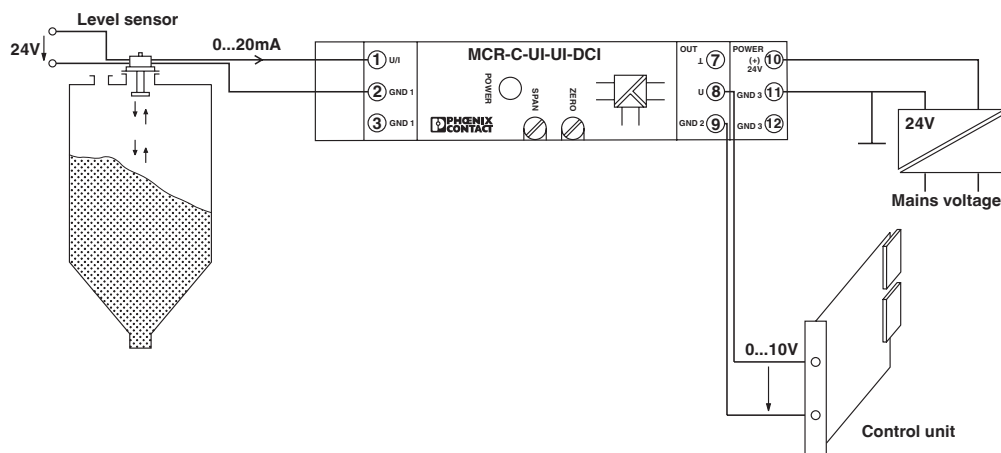 Level sensor
24V
0...20mA
1 U/I
2 GND 1
3 GND 1
MCR-C-UI-UI-DCI
POWER
SPAN
ZERO
PHŒNIX
CONTACT
OUT
⊥ 7
U 8
GND 2 9
POWER
(+) 10
24V
GND 3 11
GND 3 12
24V
Mains voltage
0...10V
Control unit